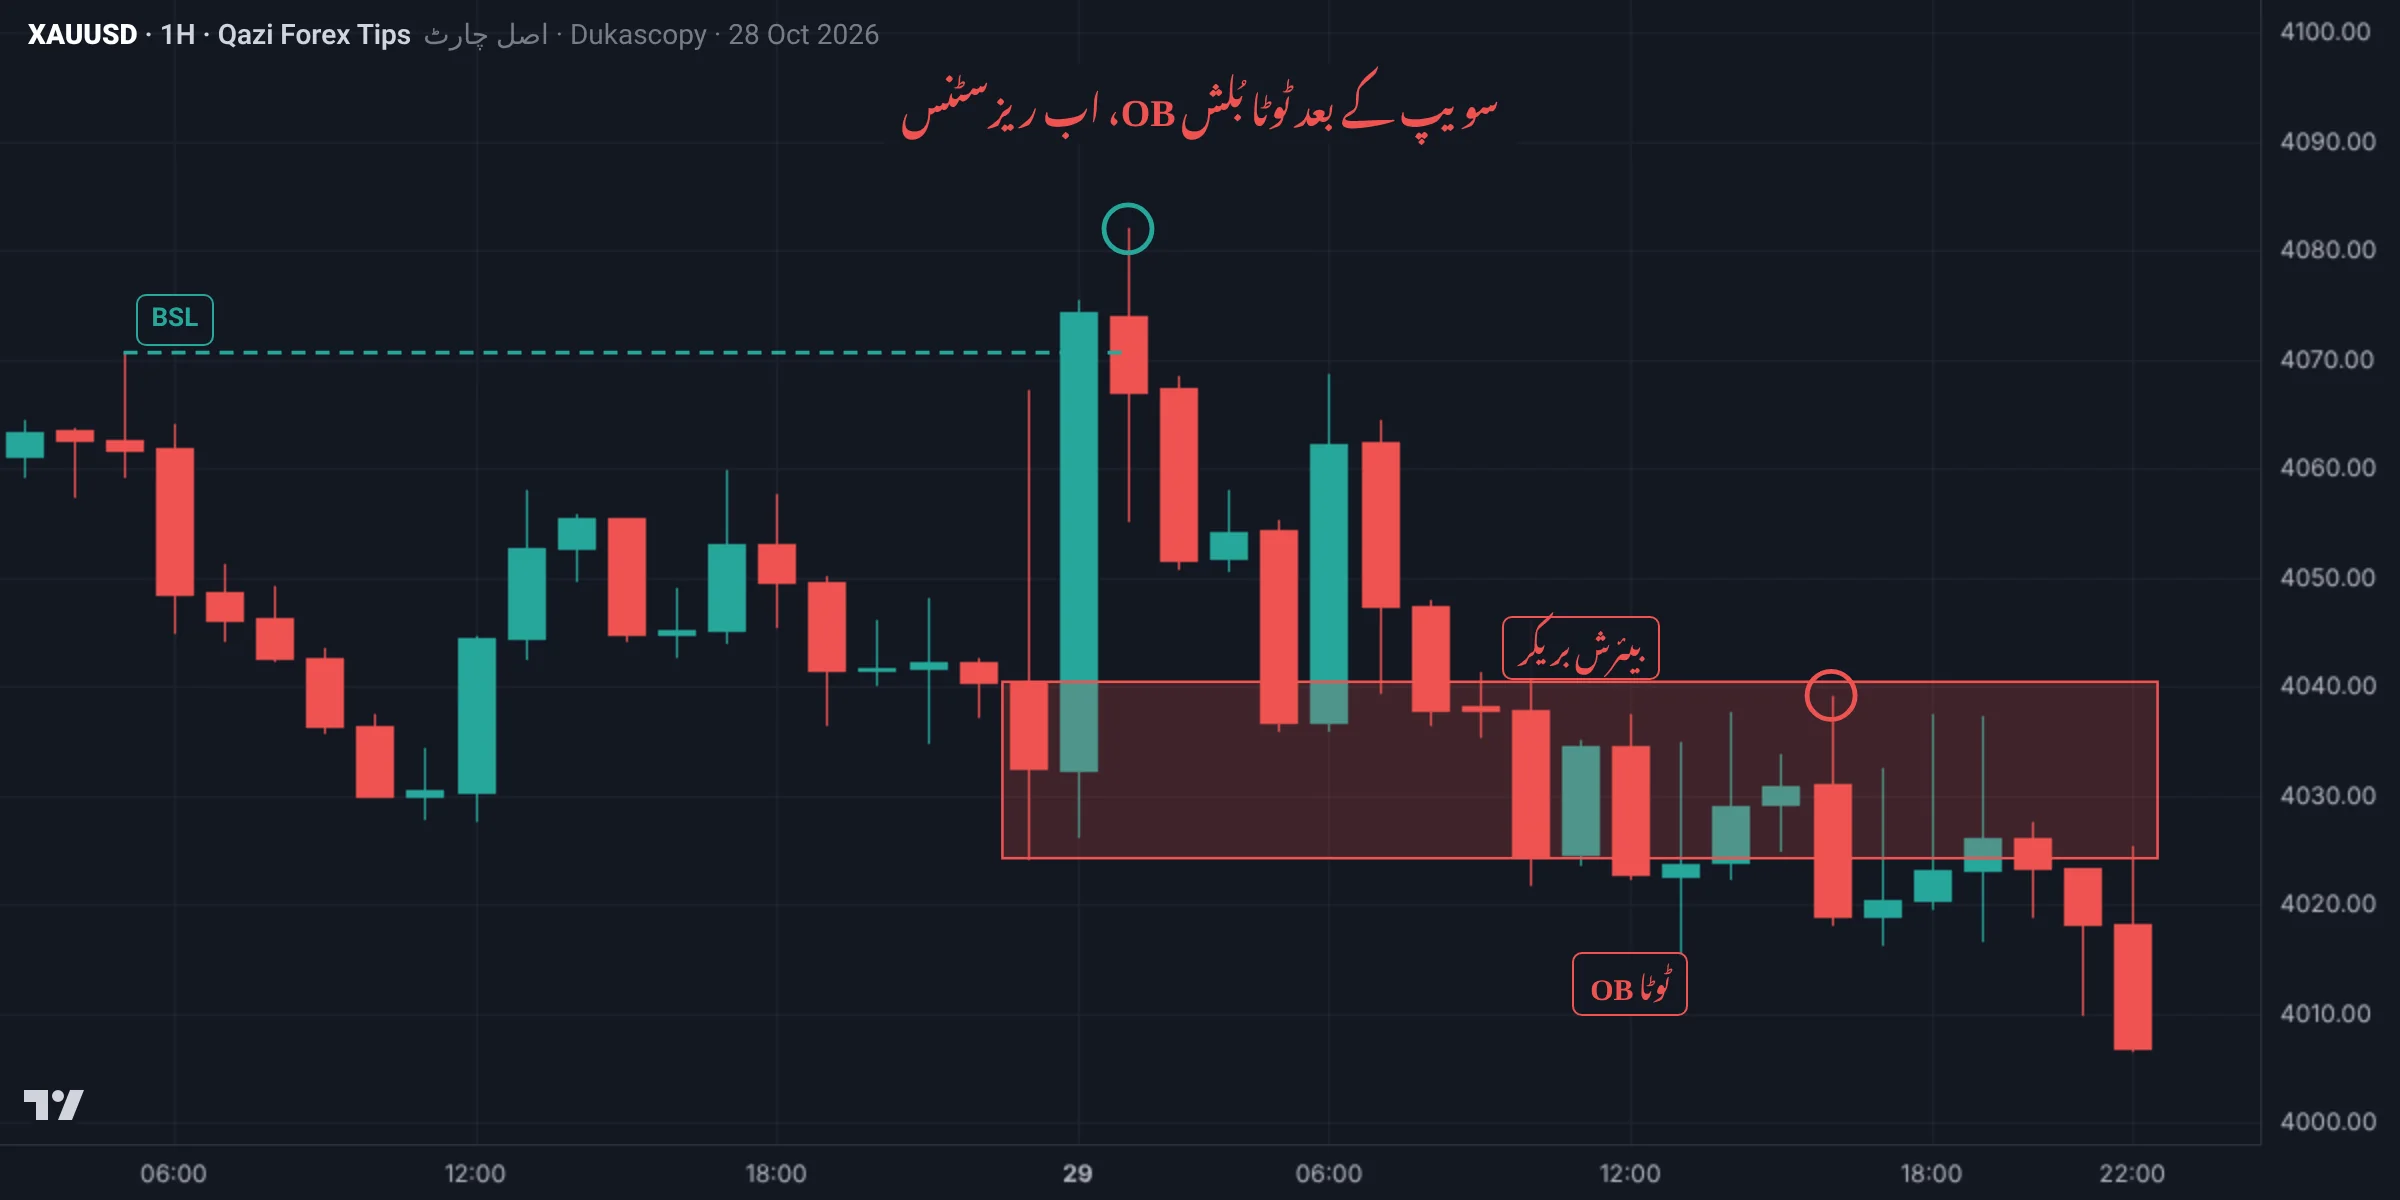 XAUUSD · 1H · Qazi Forex Tips اصل چارٹ · Dukascopy · 28 Oct 2026
سویپ کے بعد ٹوٹا بُلش OB، اب ریزسٹنس
BSL
بیئرش بریکر
ٹوٹا OB
4100.00
4090.00
4080.00
4070.00
4060.00
4050.00
4040.00
4030.00
4020.00
4010.00
4000.00
06:00 12:00 18:00 29 06:00 12:00 18:00 22:00